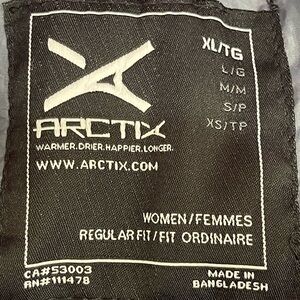 XL/TG
L/G
M/M
S/P
XS/TP
ARCTIX
WARMER.DRIER.HAPPIER.LONGER.
WWW.ARCTIX.COM
WOMEN/FEMMES
REGULAR FIT/FIT ORDINAIRE
CA#53003
RN#111478
MADE IN
BANGLADESH